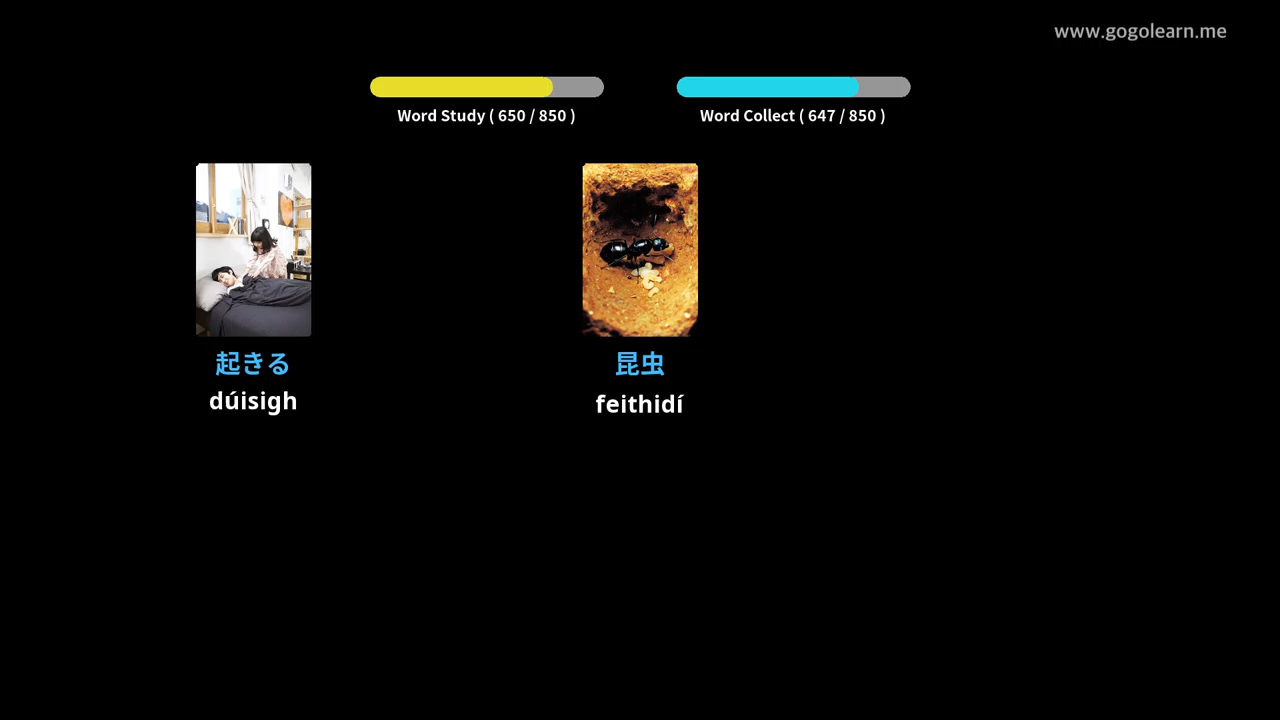 www.gogolearn.me
Word Study ( 650 / 850 )
Word Collect ( 647 / 850 )
起きる
dúisigh
昆虫
feithidí